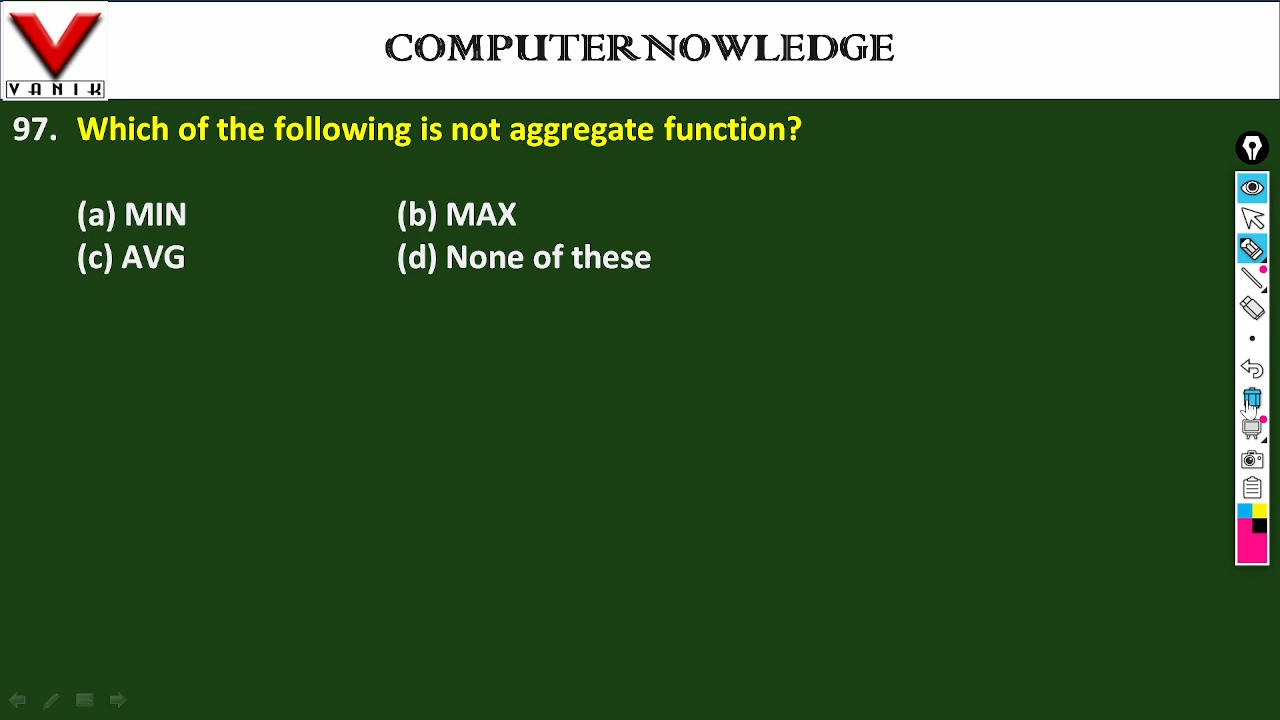 VANIK
COMPUTERNOWLEDGE
97. Which of the following is not aggregate function?
(a) MIN (b) MAX
(c) AVG (d) None of these